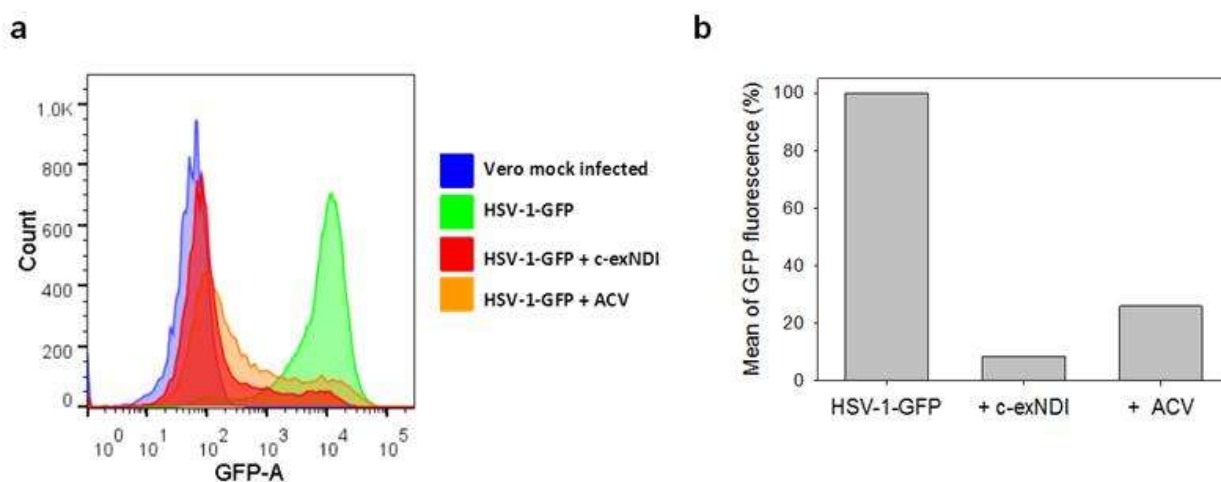 a
1.0K
800
600
400
200
0
Count
10^0 10^1 10^2 10^3 10^4 10^5
GFP-A
Vero mock infected
HSV-1-GFP
HSV-1-GFP + c-exNDI
HSV-1-GFP + ACV
b
Mean of GFP fluorescence (%)
100
80
60
40
20
0
HSV-1-GFP + c-exNDI + ACV